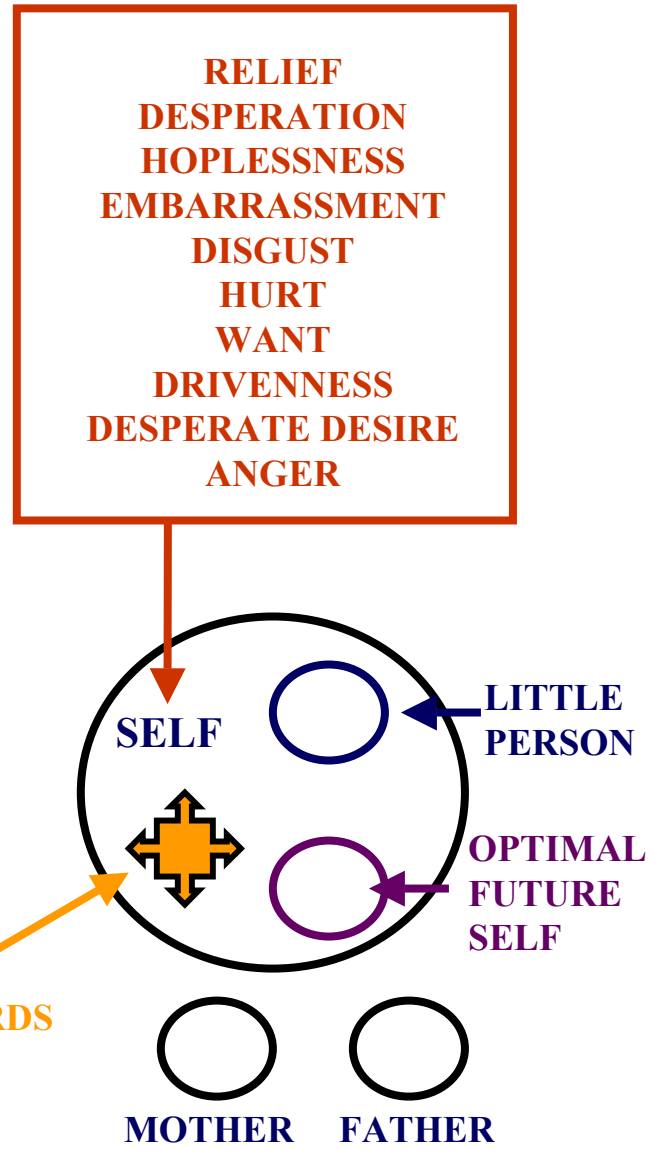 RELIEF
DESPERATION
HOPLESSNESS
EMBARRASSMENT
DISGUST
HURT
WANT
DRIVENNESS
DESPERATE DESIRE
ANGER
SELF
LITTLE
PERSON
OPTIMAL
FUTURE
SELF
RDS
MOTHER FATHER